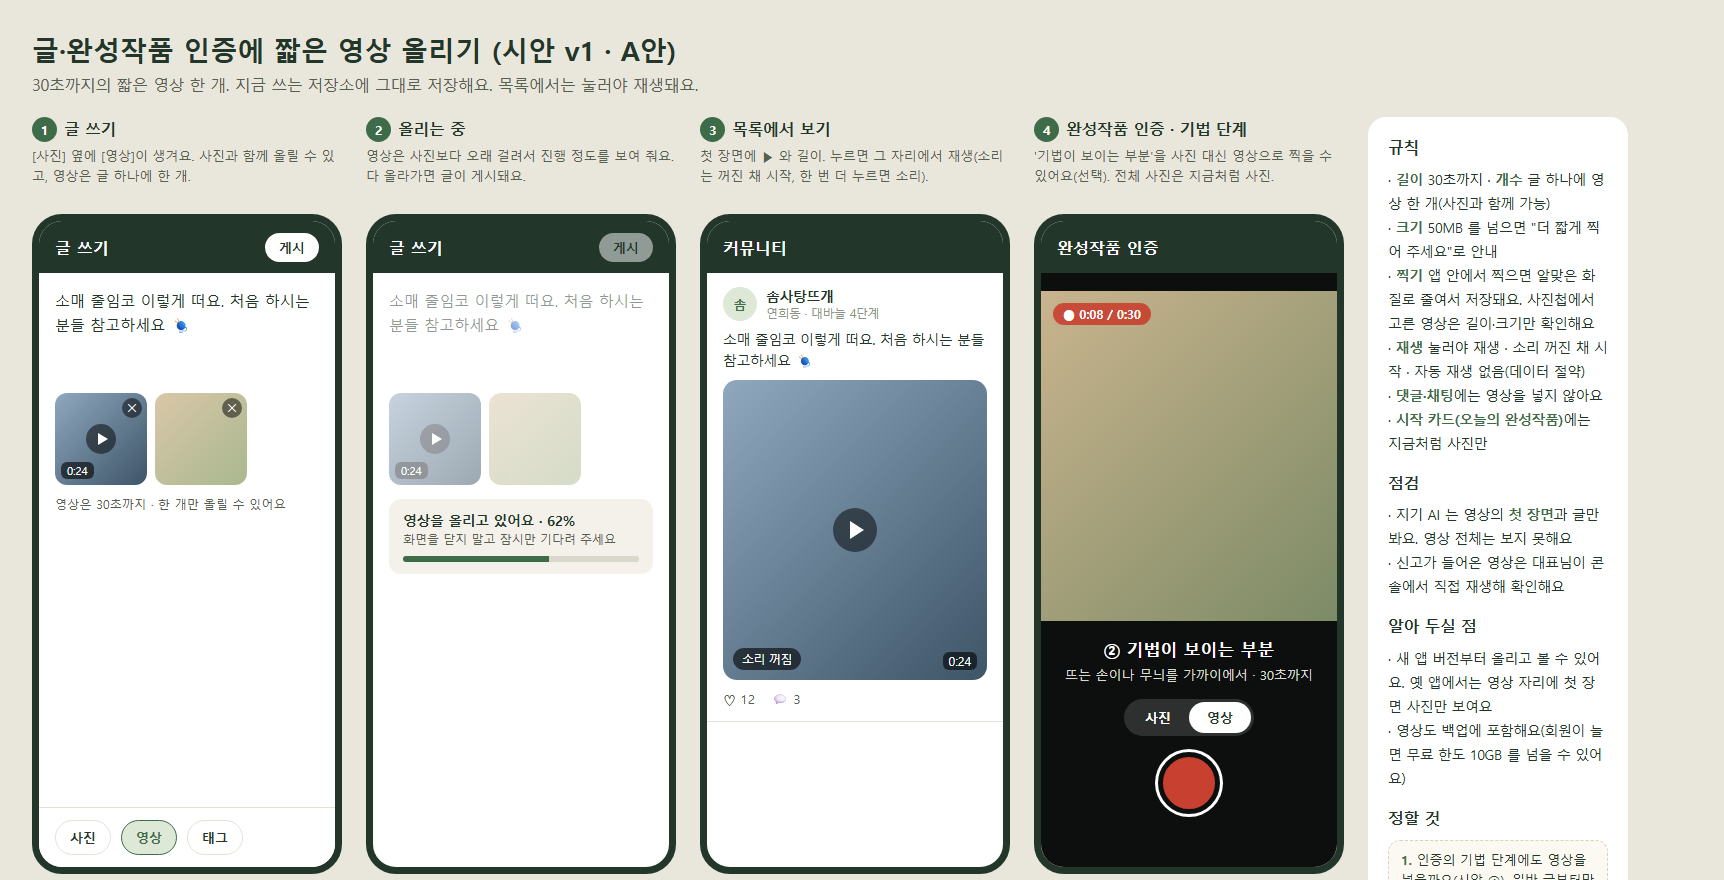 글·완성작품 인증에 짧은 영상 올리기 (시안 v1 · A안)
30초까지의 짧은 영상 한 개. 지금 쓰는 저장소에 그대로 저장해요. 목록에서는 눌러야 재생돼요.
1 글 쓰기
[사진] 옆에 [영상]이 생겨요. 사진과 함께 올릴 수 있
고, 영상은 글 하나에 한 개.
글 쓰기
게시
소매 줄임코 이렇게 떠요. 처음 하시는
분들 참고하세요
0:24
영상은 30초까지 · 한 개만 올릴 수 있어요
사진
영상
태그
2 올리는 중
영상은 사진보다 오래 걸려서 진행 정도를 보여 줘요.
다 올라가면 글이 게시돼요.
글 쓰기
게시
소매 줄임코 이렇게 떠요. 처음 하시는
분들 참고하세요
0:24
영상을 올리고 있어요 · 62%
화면을 닫지 말고 잠시만 기다려 주세요
3 목록에서 보기
첫 장면에 ▶ 와 길이. 누르면 그 자리에서 재생(소리
는 꺼진 채 시작, 한 번 더 누르면 소리).
커뮤니티
솜
솜사탕뜨개
연희동 · 대바늘 4단계
소매 줄임코 이렇게 떠요. 처음 하시는 분들
참고하세요
소리 꺼짐
0:24
♡ 12
3
4 완성작품 인증 · 기법 단계
'기법이 보이는 부분'을 사진 대신 영상으로 찍을 수
있어요(선택). 전체 사진은 지금처럼 사진.
완성작품 인증
0:08 / 0:30
② 기법이 보이는 부분
뜨는 손이나 무늬를 가까이에서 · 30초까지
사진
영상
규칙
· 길이 30초까지 · 개수 글 하나에 영
상 한 개(사진과 함께 가능)
· 크기 50MB 를 넘으면 "더 짧게 찍
어 주세요"로 안내
· 찍기 앱 안에서 찍으면 알맞은 화
질로 줄여서 저장돼요. 사진첩에서
고른 영상은 길이·크기만 확인해요
· 재생 눌러야 재생 · 소리 꺼진 채 시
작 · 자동 재생 없음(데이터 절약)
· 댓글·채팅에는 영상을 넣지 않아요
· 시작 카드(오늘의 완성작품)에는
지금처럼 사진만
점검
· 지기 AI 는 영상의 첫 장면과 글만
봐요. 영상 전체는 보지 못해요
· 신고가 들어온 영상은 대표님이 콘
솔에서 직접 재생해 확인해요
알아 두실 점
· 새 앱 버전부터 올리고 볼 수 있어
요. 옛 앱에서는 영상 자리에 첫 장
면 사진만 보여요
· 영상도 백업에 포함해요(회원이 늘
면 무료 한도 10GB 를 넘을 수 있어
요)
정할 것
1. 인증의 기법 단계에도 영상을